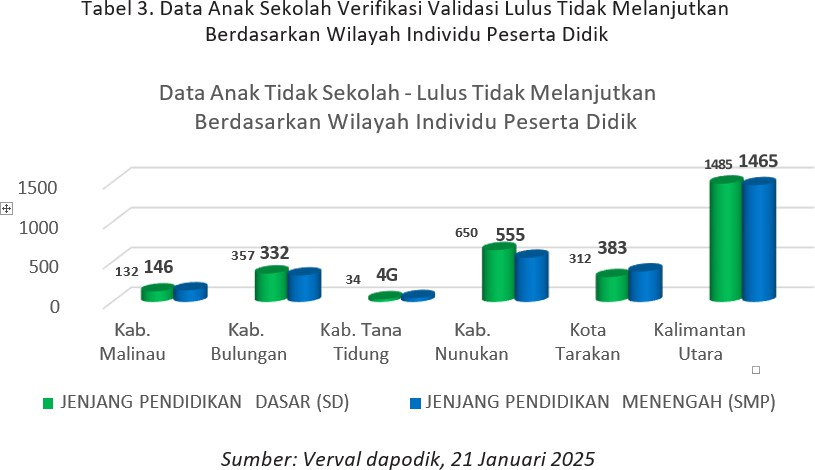 Tabel 3. Data Anak Sekolah Verifikasi Validasi Lulus Tidak Melanjutkan
Berdasarkan Wilayah Individu Peserta Didik
Data Anak Tidak Sekolah - Lulus Tidak Melanjutkan
Berdasarkan Wilayah Individu Peserta Didik
1500
1000
500
0
132 146
357 332
34 4G
650 555
312 383
1485 1465
Kab. Malinau
Kab. Bulungan
Kab. Tana Tidung
Kab. Nunukan
Kota Tarakan
Kalimantan Utara
JENJANG PENDIDIKAN DASAR (SD)
JENJANG PENDIDIKAN MENENGAH (SMP)
Sumber: Verval dapodik, 21 Januari 2025